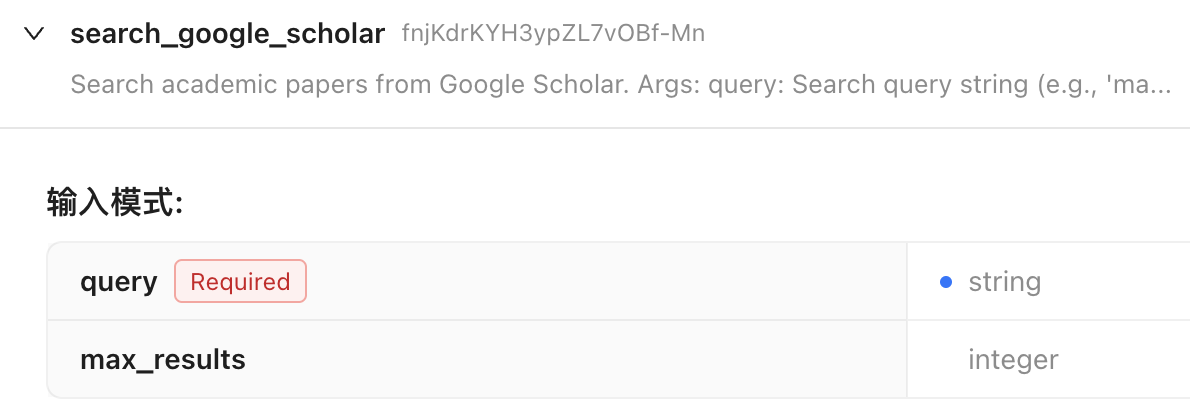 search_google_scholar fnjKdrKYH3ypZL7vOBf-Mn
Search academic papers from Google Scholar. Args: query: Search query string (e.g., 'ma...
输入模式:
query Required string
max_results integer